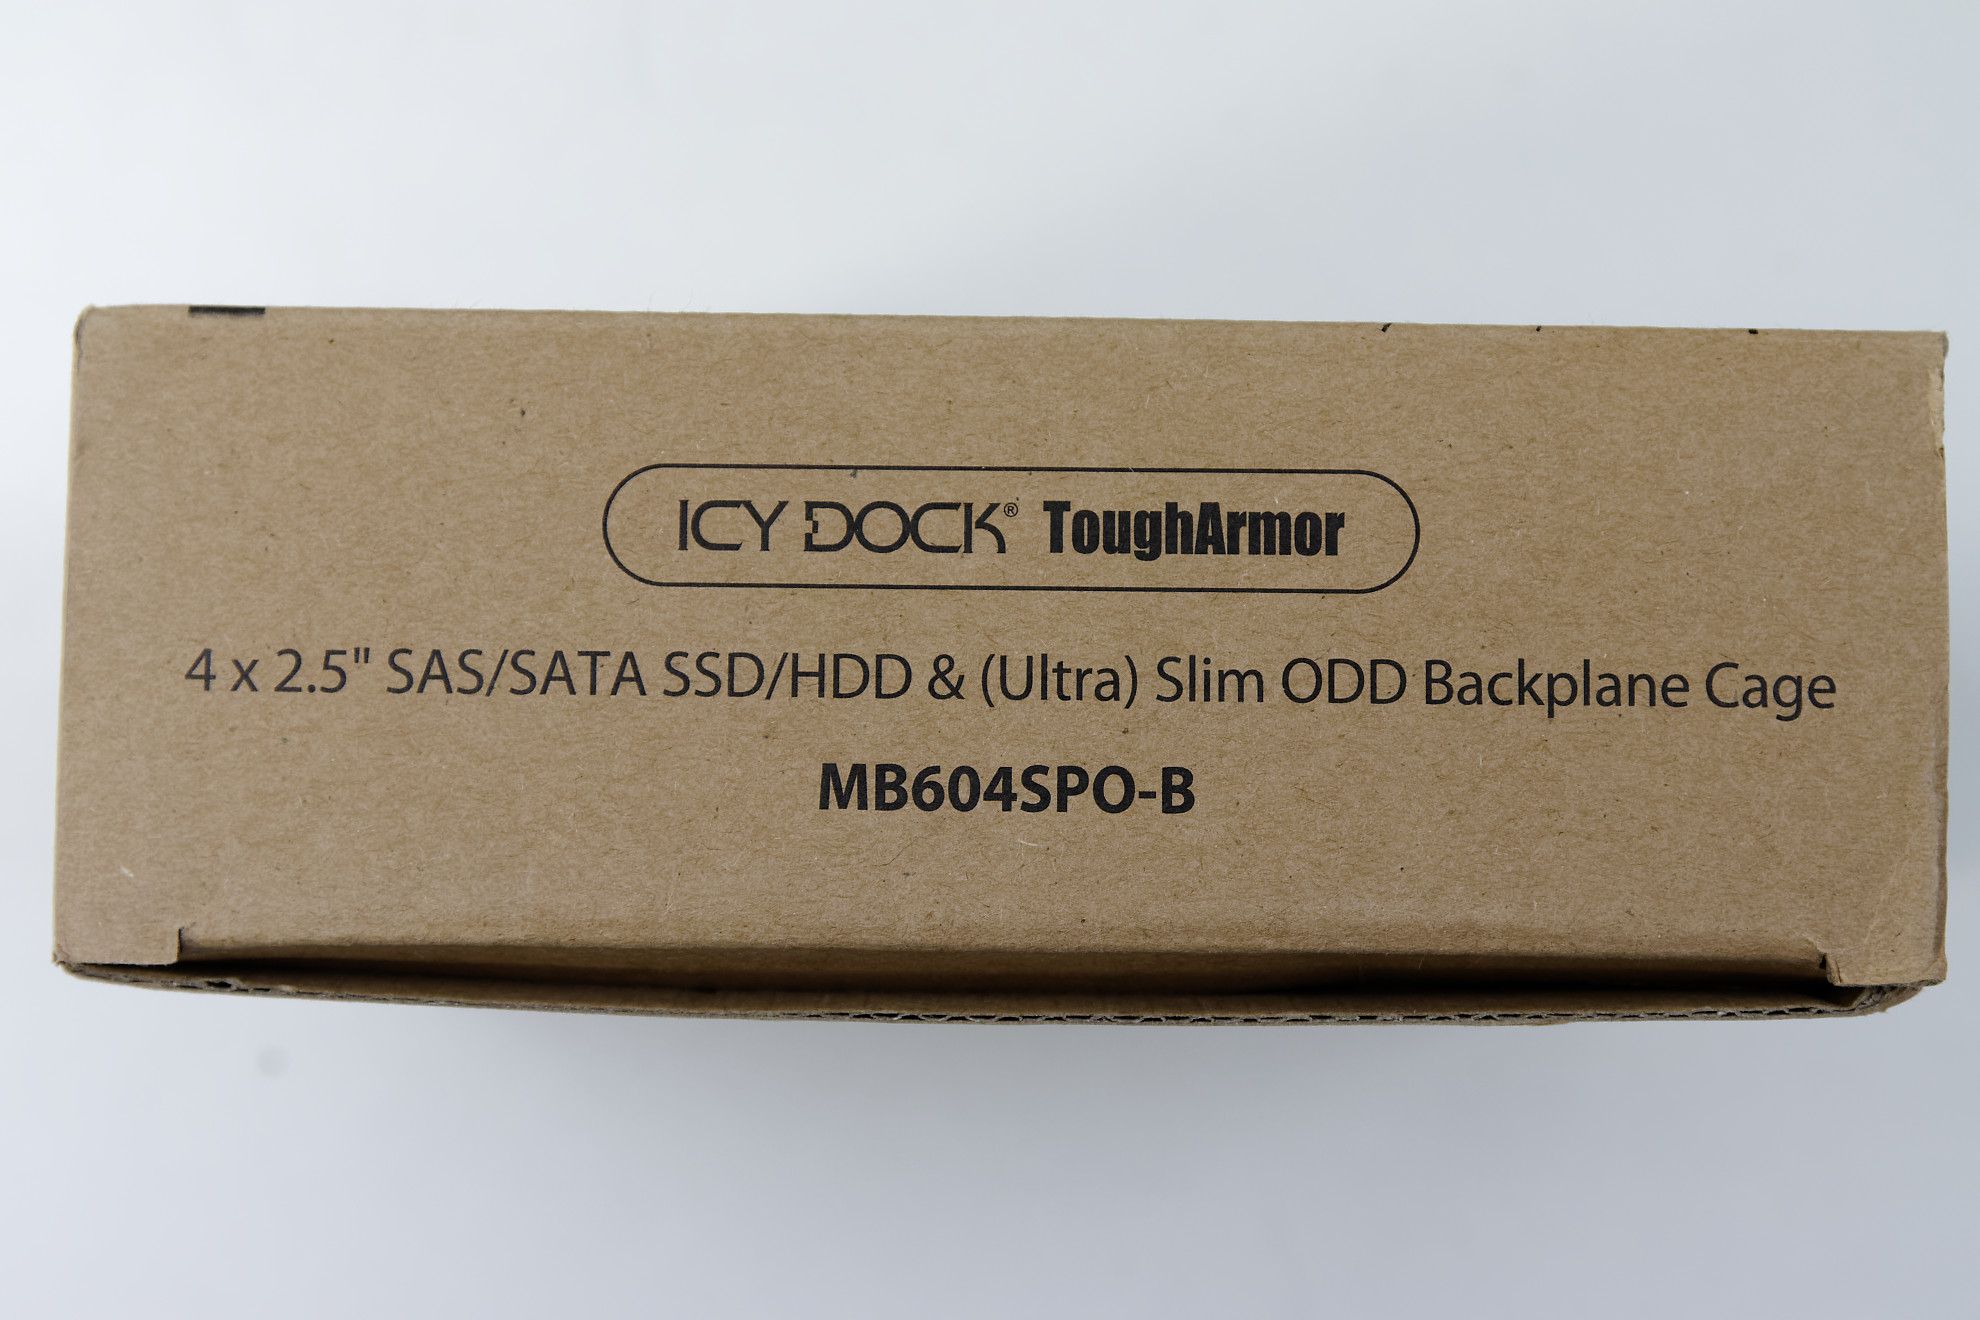 ICY DOCK® ToughArmor
4 x 2.5" SAS/SATA SSD/HDD & (Ultra) Slim ODD Backplane Cage
MB604SPO-B